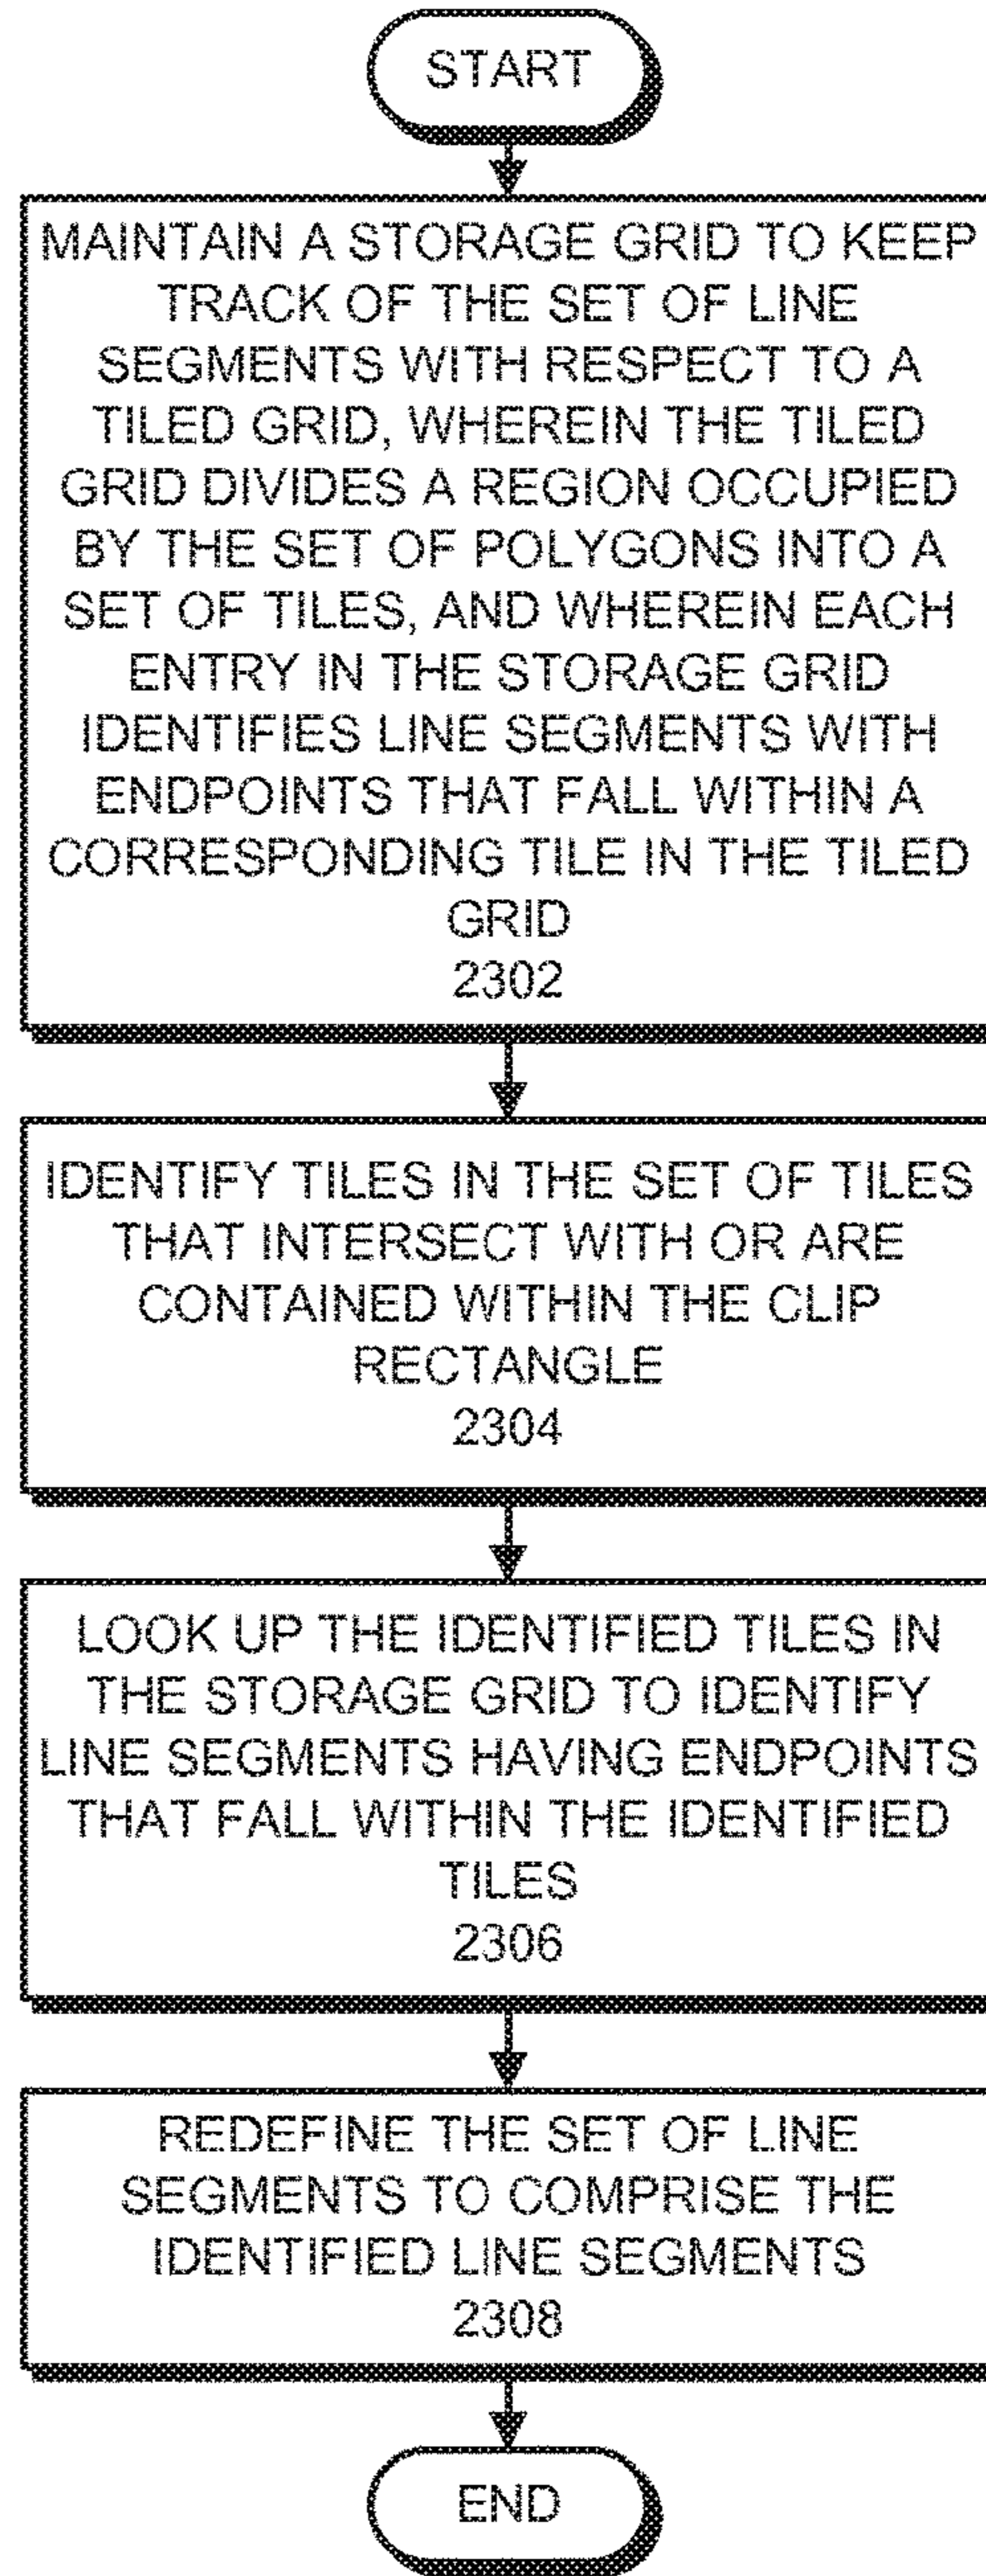 START
MAINTAIN A STORAGE GRID TO KEEP
TRACK OF THE SET OF LINE
SEGMENTS WITH RESPECT TO A
TILED GRID, WHEREIN THE TILED
GRID DIVIDES A REGION OCCUPIED
BY THE SET OF POLYGONS INTO A
SET OF TILES, AND WHEREIN EACH
ENTRY IN THE STORAGE GRID
IDENTIFIES LINE SEGMENTS WITH
ENDPOINTS THAT FALL WITHIN A
CORRESPONDING TILE IN THE TILED
GRID
2302
IDENTIFY TILES IN THE SET OF TILES
THAT INTERSECT WITH OR ARE
CONTAINED WITHIN THE CLIP
RECTANGLE
2304
LOOK UP THE IDENTIFIED TILES IN
THE STORAGE GRID TO IDENTIFY
LINE SEGMENTS HAVING ENDPOINTS
THAT FALL WITHIN THE IDENTIFIED
TILES
2306
REDEFINE THE SET OF LINE
SEGMENTS TO COMPRISE THE
IDENTIFIED LINE SEGMENTS
2308
END